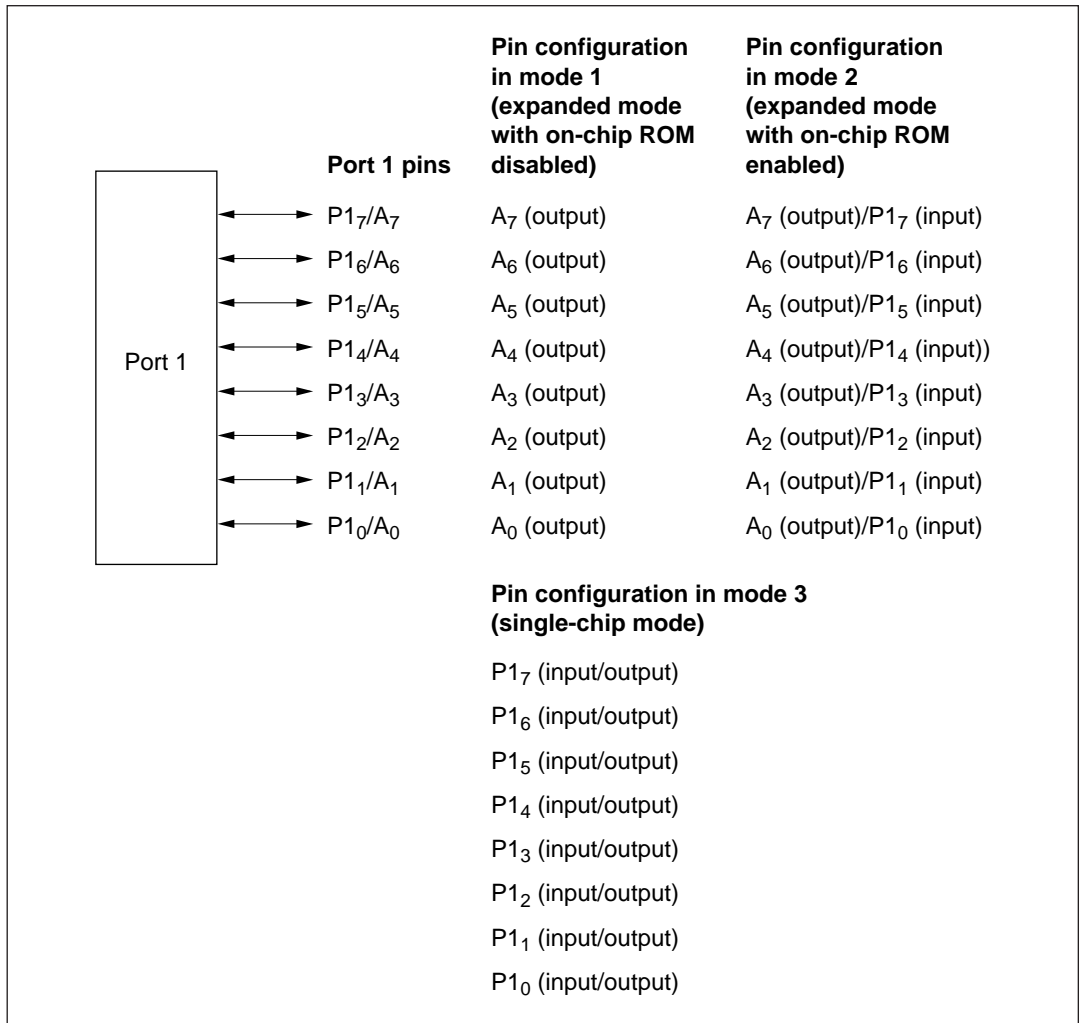 Pin configuration in mode 1 (expanded mode with on-chip ROM disabled)
Pin configuration in mode 2 (expanded mode with on-chip ROM enabled)
Port 1 pins
Port 1
P1₇/A₇ A₇ (output) A₇ (output)/P1₇ (input)
P1₆/A₆ A₆ (output) A₆ (output)/P1₆ (input)
P1₅/A₅ A₅ (output) A₅ (output)/P1₅ (input)
P1₄/A₄ A₄ (output) A₄ (output)/P1₄ (input))
P1₃/A₃ A₃ (output) A₃ (output)/P1₃ (input)
P1₂/A₂ A₂ (output) A₂ (output)/P1₂ (input)
P1₁/A₁ A₁ (output) A₁ (output)/P1₁ (input)
P1₀/A₀ A₀ (output) A₀ (output)/P1₀ (input)
Pin configuration in mode 3
(single-chip mode)
P1₇ (input/output)
P1₆ (input/output)
P1₅ (input/output)
P1₄ (input/output)
P1₃ (input/output)
P1₂ (input/output)
P1₁ (input/output)
P1₀ (input/output)